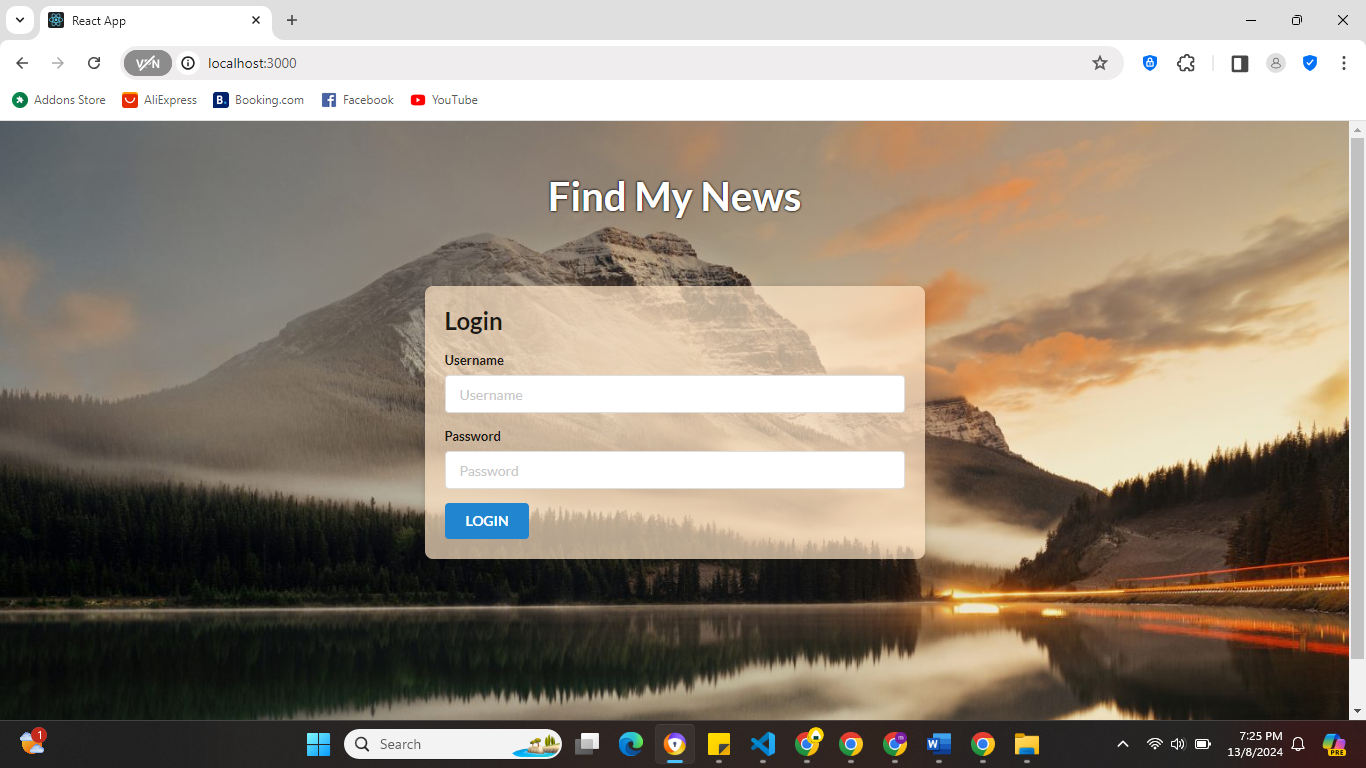 React App
VPN
localhost:3000
Addons Store
AliExpress
B.
Booking.com
Facebook
YouTube
Find My News
Login
Username
Username
Password
Password
LOGIN
1
Search
m
W
7:25 PM
13/8/2024
PRE